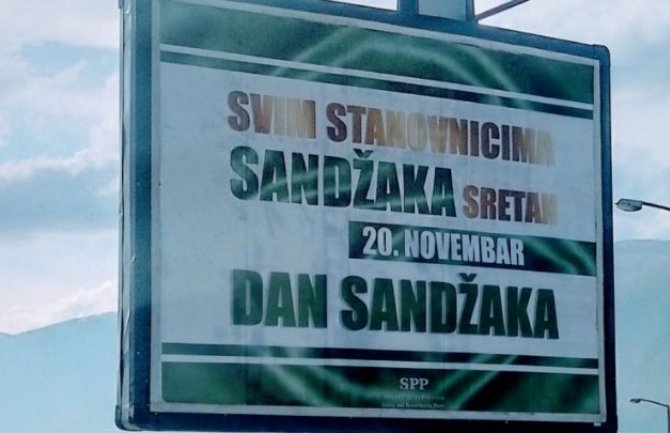 SVIM STANOVNICIMA
SANDŽAKA SRETAN
20. NOVEMBAR
DAN SANDŽAKA
SPP